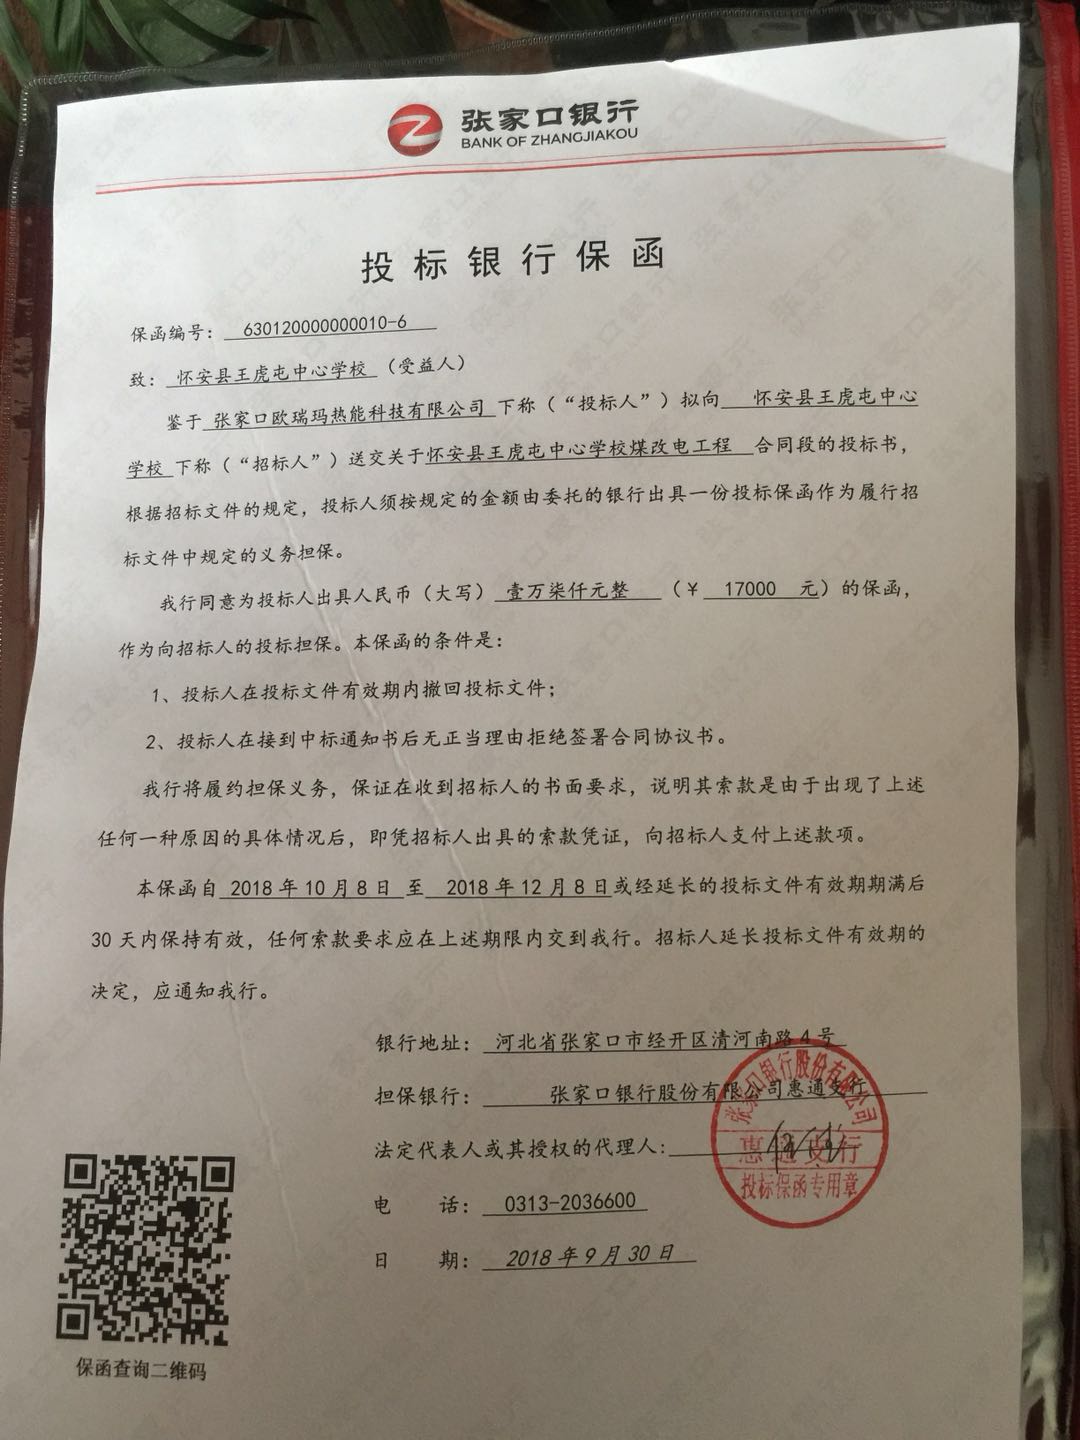 张家口银行
BANK OF ZHANGJIAKOU
投标银行保函
保函编号： 630120000000010-6
致： 怀安县王虎屯中心学校 （受益人）
鉴于 张家口欧瑞玛热能科技有限公司 下称（“投标人”）拟向 怀安县王虎屯中心
学校 下称（“招标人”）送交关于怀安县王虎屯中心学校煤改电工程 合同段的投标书，
根据招标文件的规定，投标人须按规定的金额由委托的银行出具一份投标保函作为履行招
标文件中规定的义务担保。
我行同意为投标人出具人民币（大写） 壹万柒仟元整 （￥ 17000 元）的保函，
作为向招标人的投标担保。本保函的条件是：
1、投标人在投标文件有效期内撤回投标文件；
2、投标人在接到中标通知书后无正当理由拒绝签署合同协议书。
我行将履约担保义务，保证在收到招标人的书面要求，说明其索款是由于出现了上述
任何一种原因的具体情况后，即凭招标人出具的索款凭证，向招标人支付上述款项。
本保函自 2018 年 10 月 8 日 至 2018 年 12 月 8 日或经延长的投标文件有效期期满后
30 天内保持有效，任何索款要求应在上述期限内交到我行。招标人延长投标文件有效期的
决定，应通知我行。
银行地址： 河北省张家口市经开区清河南路 4 号
担保银行： 张家口银行股份有限公司惠通支行
法定代表人或其授权的代理人:
电 话： 0313-2036600
日 期： 2018 年 9 月 30 日
张家口银行股份有限公司
惠通支行
投标保函专用章
保函查询二维码